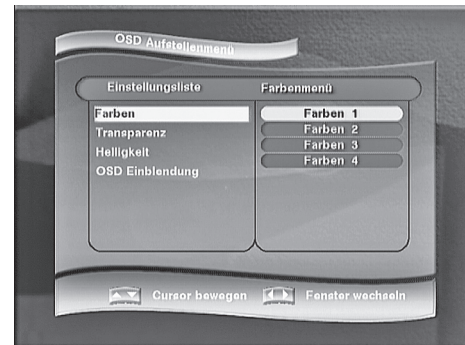 OSD Aufstellenmenü
Einstellungsliste Farbenmenü
Farben Farben 1
Transparenz Farben 2
Helligkeit Farben 3
OSD Einblendung Farben 4
Cursor bewegen Fenster wechseln